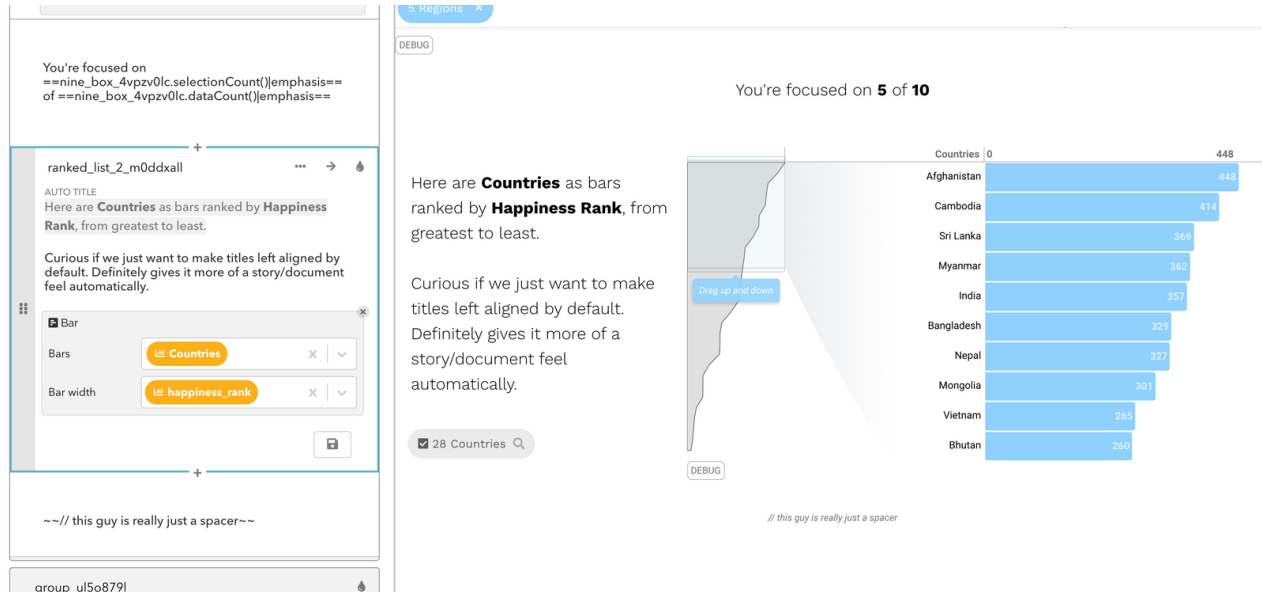 You're focused on
==nine_box_4vpzv0lc.selectionCount()|emphasis==
of ==nine_box_4vpzv0lc.dataCount()|emphasis==
+
ranked_list_2_m0ddxall
AUTO TITLE
Here are Countries as bars ranked by Happiness
Rank, from greatest to least.
Curious if we just want to make titles left aligned by
default. Definitely gives it more of a story/document
feel automatically.
Bar
Bars
Countries
Bar width
happiness_rank
+
~~// this guy is really just a spacer~~
group_ul5o879l
5 Regions ×
DEBUG
You're focused on 5 of 10
Here are Countries as bars
ranked by Happiness Rank, from
greatest to least.
Curious if we just want to make
titles left aligned by default.
Definitely gives it more of a
story/document feel
automatically.
28 Countries
Drag up and down
DEBUG
Countries 0 448
Afghanistan 448
Cambodia 414
Sri Lanka 369
Myanmar 362
India 357
Bangladesh 329
Nepal 327
Mongolia 301
Vietnam 265
Bhutan 260
// this guy is really just a spacer